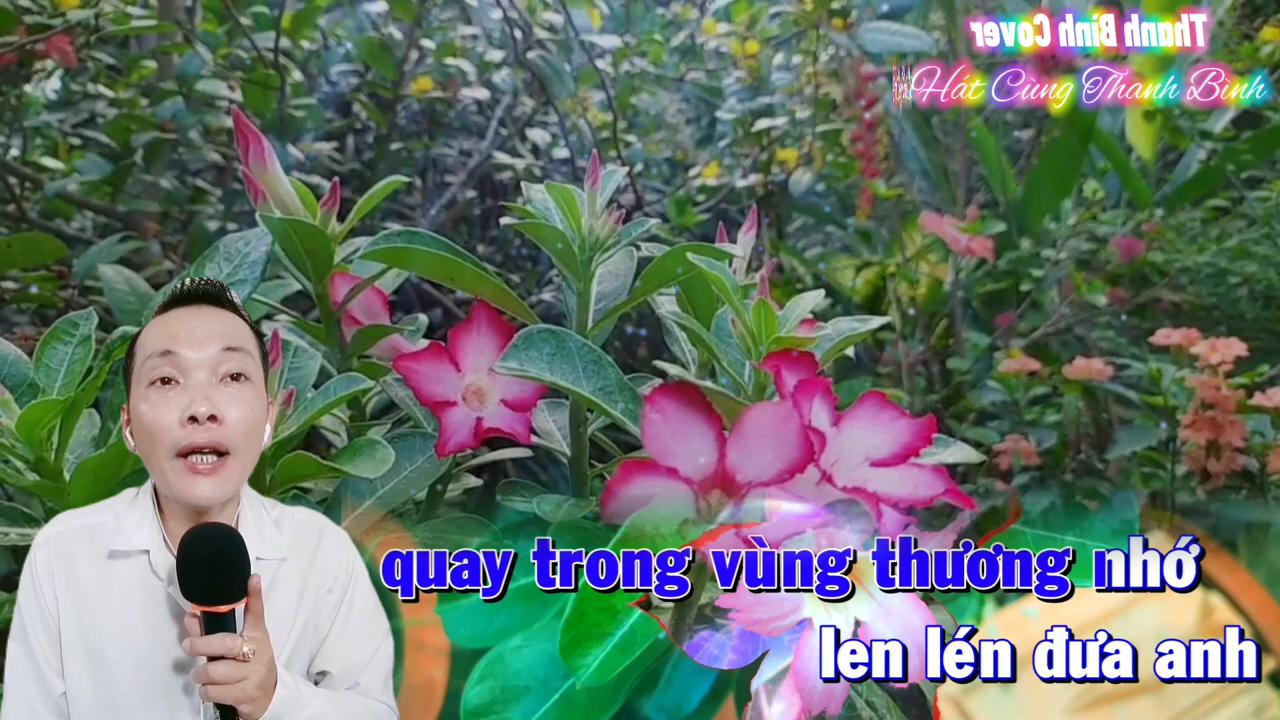 Thanh Bình Cover
Hát Cùng Thanh Bình
quay trong vùng thương nhớ
len lén đưa anh